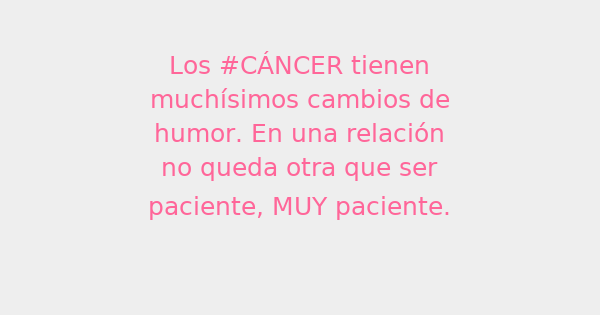 Los #CÁNCER tienen
muchísimos cambios de
humor. En una relación
no queda otra que ser
paciente, MUY paciente.